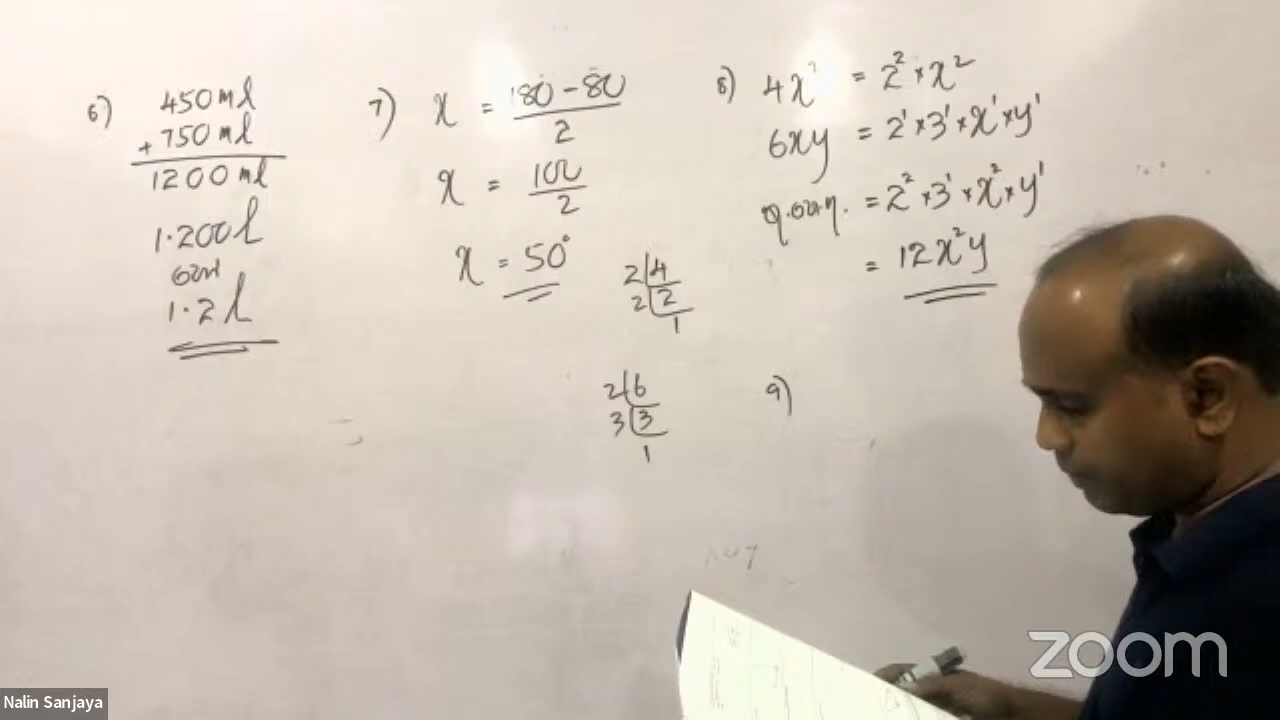 6) 450 ml
+ 750 ml
1200 ml
1.200 l
හෝ
1.2 l
7) x = 180 - 80
2
x = 100
2
x = 50°
2 4
2 2
1
2 6
3 3
1
8) 4x² = 2² × x²
6xy = 2¹ × 3¹ × x¹ × y¹
= 2² × 3¹ × x² × y¹
= 12x²y
9)
Nalin Sanjaya
zoom